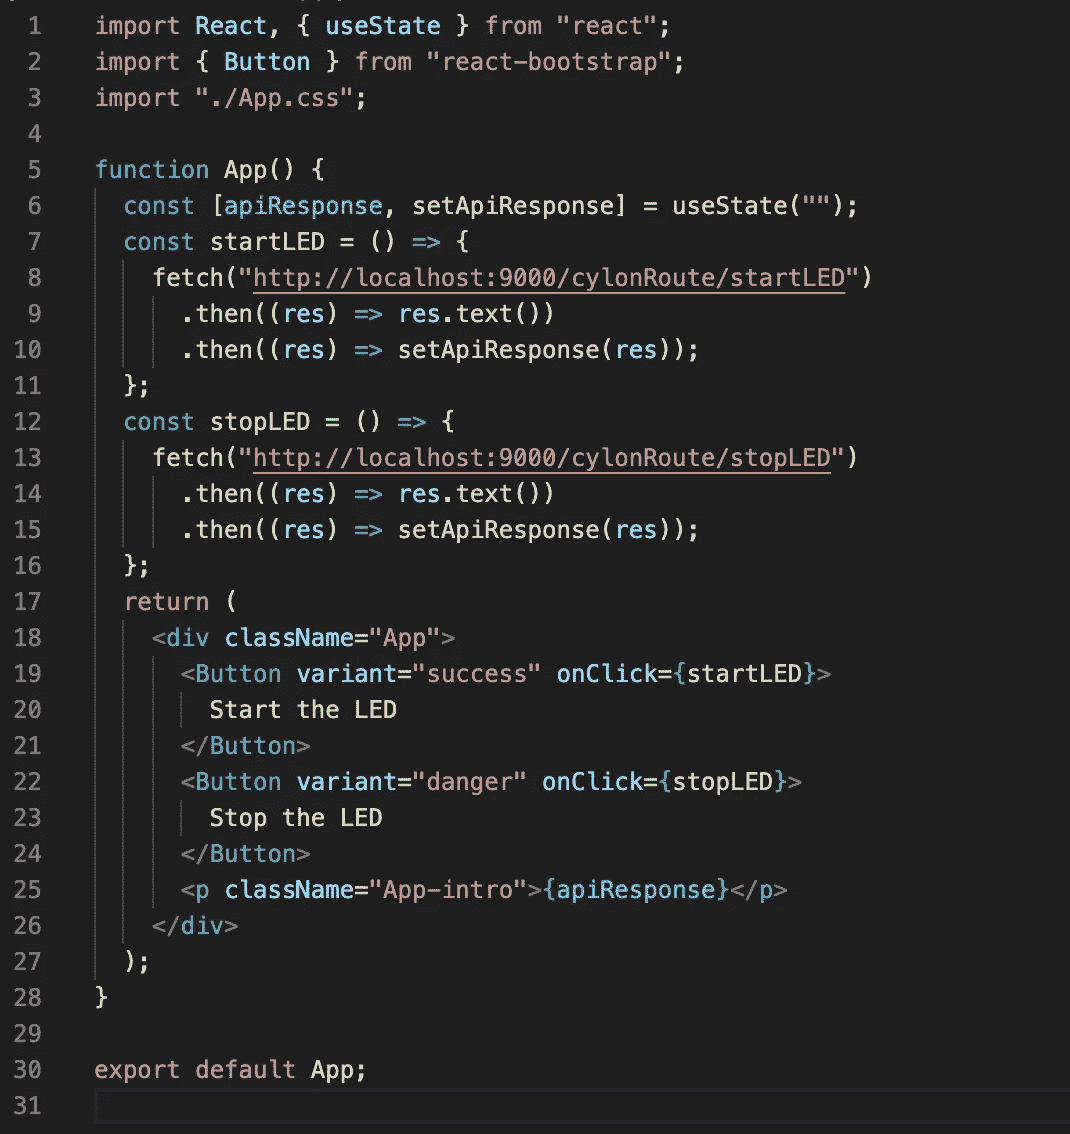 1 import React, { useState } from "react";
2 import { Button } from "react-bootstrap";
3 import "./App.css";
4
5 function App() {
6   const [apiResponse, setApiResponse] = useState("");
7   const startLED = () => {
8     fetch("http://localhost:9000/cylonRoute/startLED")
9       .then((res) => res.text())
10       .then((res) => setApiResponse(res));
11   };
12   const stopLED = () => {
13     fetch("http://localhost:9000/cylonRoute/stopLED")
14       .then((res) => res.text())
15       .then((res) => setApiResponse(res));
16   };
17   return (
18     <div className="App">
19       <Button variant="success" onClick={startLED}>
20         Start the LED
21       </Button>
22       <Button variant="danger" onClick={stopLED}>
23         Stop the LED
24       </Button>
25       <p className="App-intro">{apiResponse}</p>
26     </div>
27   );
28 }
29
30 export default App;
31